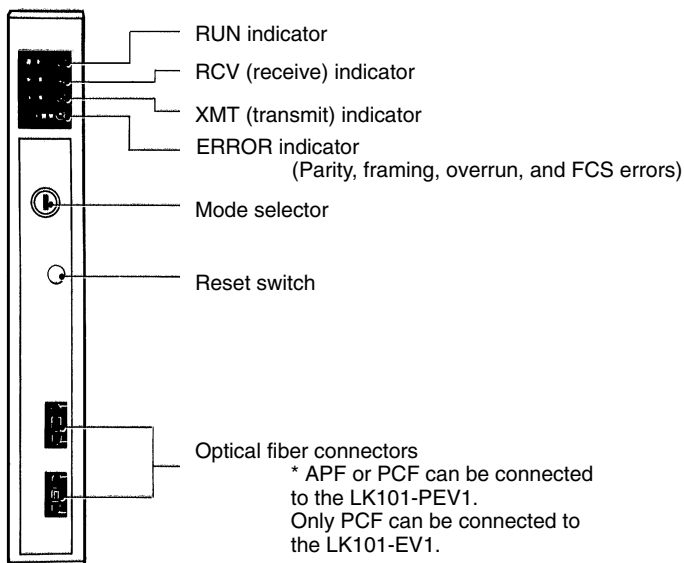 RUN indicator
RCV (receive) indicator
XMT (transmit) indicator
ERROR indicator
(Parity, framing, overrun, and FCS errors)
Mode selector
Reset switch
Optical fiber connectors
* APF or PCF can be connected
to the LK101-PEV1.
Only PCF can be connected to
the LK101-EV1.